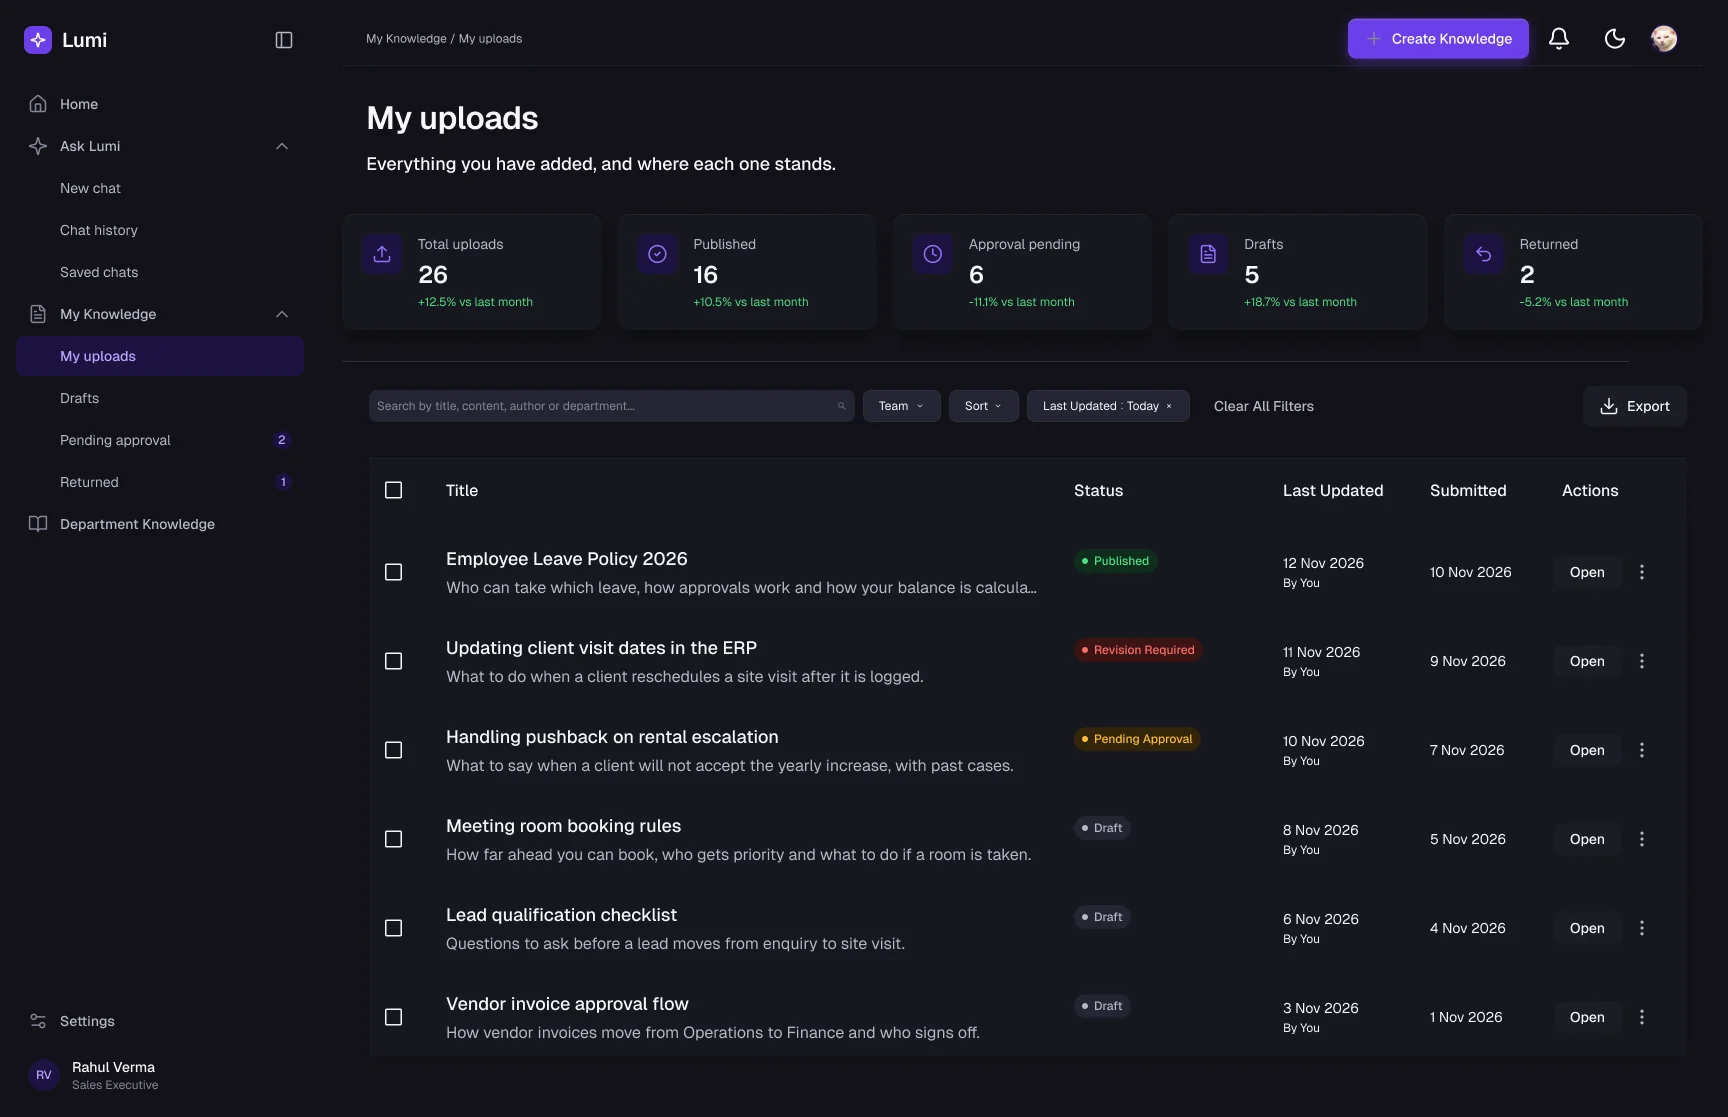 Lumi
My Knowledge / My uploads
Create Knowledge
Home
Ask Lumi
New chat
Chat history
Saved chats
My Knowledge
My uploads
Drafts
Pending approval 2
Returned 1
Department Knowledge
Settings
RV
Rahul Verma
Sales Executive
My uploads
Everything you have added, and where each one stands.
Total uploads
26
+12.5% vs last month
Published
16
+10.5% vs last month
Approval pending
6
-11.1% vs last month
Drafts
5
+18.7% vs last month
Returned
2
-5.2% vs last month
Search by title, content, author or department...
Team
Sort
Last Updated : Today ×
Clear All Filters
Export
Title Status Last Updated Submitted Actions
Employee Leave Policy 2026
Who can take which leave, how approvals work and how your balance is calcula...
Published
12 Nov 2026
By You
10 Nov 2026
Open
Updating client visit dates in the ERP
What to do when a client reschedules a site visit after it is logged.
Revision Required
11 Nov 2026
By You
9 Nov 2026
Open
Handling pushback on rental escalation
What to say when a client will not accept the yearly increase, with past cases.
Pending Approval
10 Nov 2026
By You
7 Nov 2026
Open
Meeting room booking rules
How far ahead you can book, who gets priority and what to do if a room is taken.
Draft
8 Nov 2026
By You
5 Nov 2026
Open
Lead qualification checklist
Questions to ask before a lead moves from enquiry to site visit.
Draft
6 Nov 2026
By You
4 Nov 2026
Open
Vendor invoice approval flow
How vendor invoices move from Operations to Finance and who signs off.
Draft
3 Nov 2026
By You
1 Nov 2026
Open